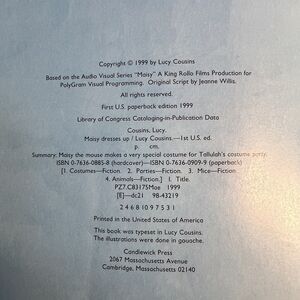 Copyright © 1999 by Lucy Cousins
Based on the Audio Visual Series "Maisy" A King Rollo Films Production for
PolyGram Visual Programming. Original Script by Jeanne Willis.
All rights reserved.
First U.S. paperback edition 1999
Library of Congress Cataloging-in-Publication Data
Cousins, Lucy.
Maisy dresses up / Lucy Cousins.—1st U.S. ed.
p. cm.
Summary: Maisy the mouse makes a very special costume for Tallulah's costume party.
ISBN 0-7636-0885-8 (hardcover)—ISBN 0-7636-0909-9 (paperback)
[1. Costumes—Fiction. 2. Parties—Fiction. 3. Mice—Fiction.
4. Animals—Fiction.] I. Title.
PZ7.C83175Mae 1999
[E]—dc21 98-43219
2 4 6 8 10 9 7 5 3 1
Printed in the United States of America
This book was typeset in Lucy Cousins.
The illustrations were done in gouache.
Candlewick Press
2067 Massachusetts Avenue
Cambridge, Massachusetts 02140